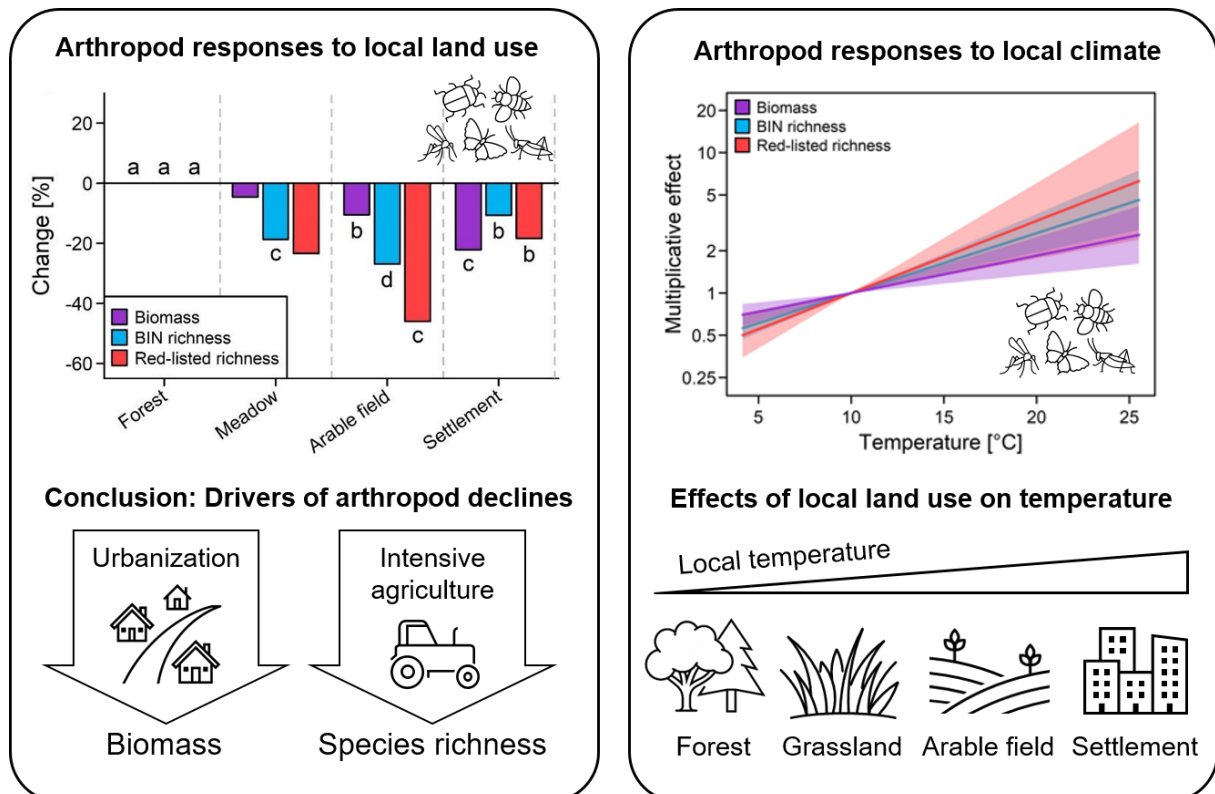 Arthropod responses to local land use
20
0
-20
-40
-60
Change [%]
a a a
c
b
d
c
c
b
b
Biomass
BIN richness
Red-listed richness
Forest
Meadow
Arable field
Settlement
Conclusion: Drivers of arthropod declines
Urbanization
Biomass
Intensive
agriculture
Species richness
Arthropod responses to local climate
Biomass
BIN richness
Red-listed richness
20
10
5
2
1
0.5
0.25
Multiplicative effect
5 10 15 20 25
Temperature [°C]
Effects of local land use on temperature
Local temperature
Forest Grassland Arable field Settlement